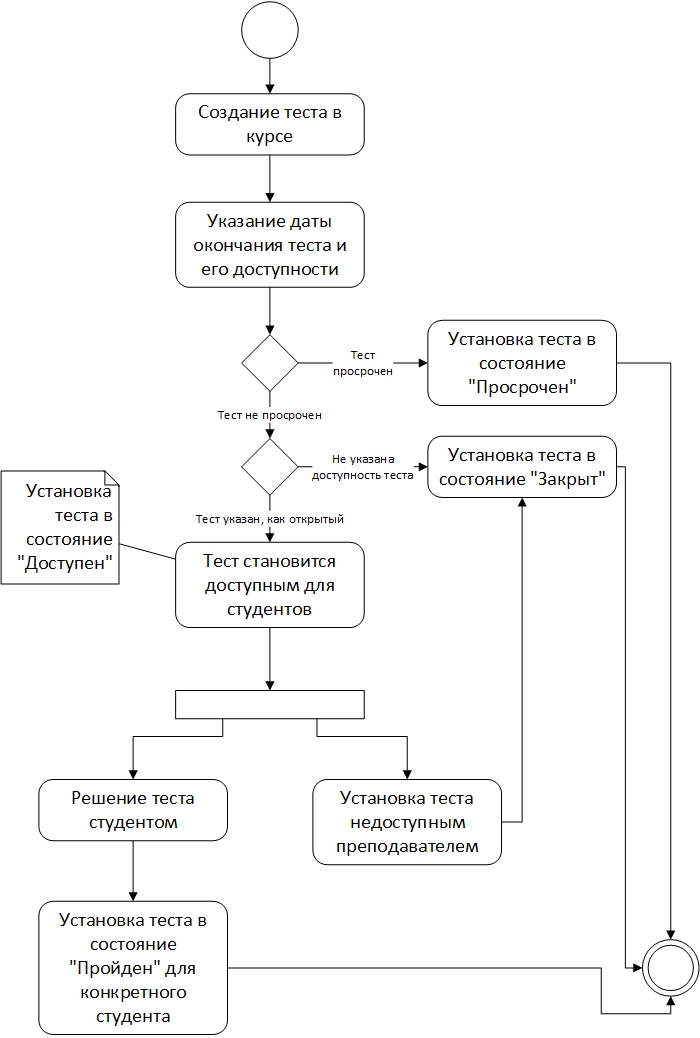 Создание теста в
курсе
Указание даты
окончания теста и
его доступности
Тест
просрочен
Установка теста в
состояние
"Просрочен"
Тест не просрочен
Не указана
доступность теста
Установка теста в
состояние "Закрыт"
Установка
теста в
состояние
"Доступен"
Тест указан, как открытый
Тест становится
доступным для
студентов
Решение теста
студентом
Установка теста
недоступным
преподавателем
Установка теста в
состояние
"Пройден" для
конкретного
студента